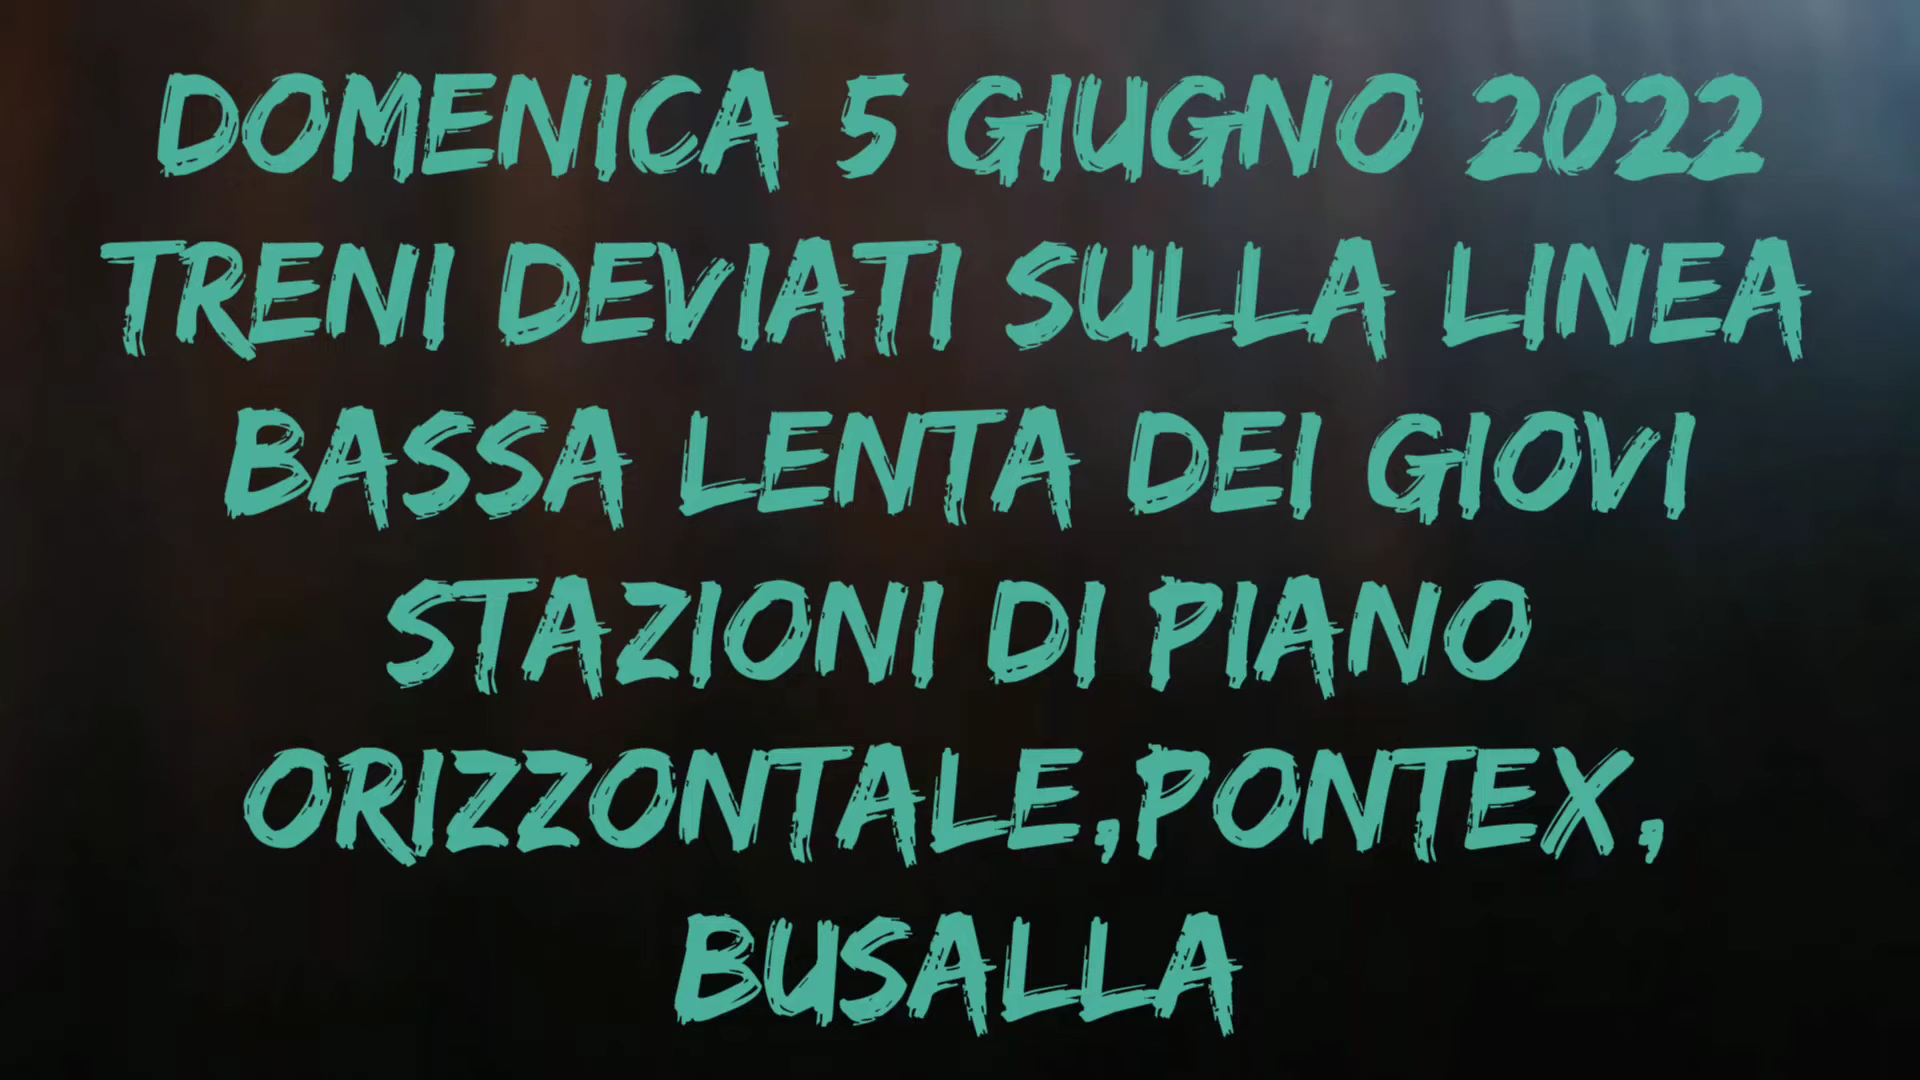 DOMENICA 5 GIUGNO 2022
TRENI DEVIATI SULLA LINEA
BASSA LENTA DEI GIOVI
STAZIONI DI PIANO
ORIZZONTALE,PONTEX,
BUSALLA